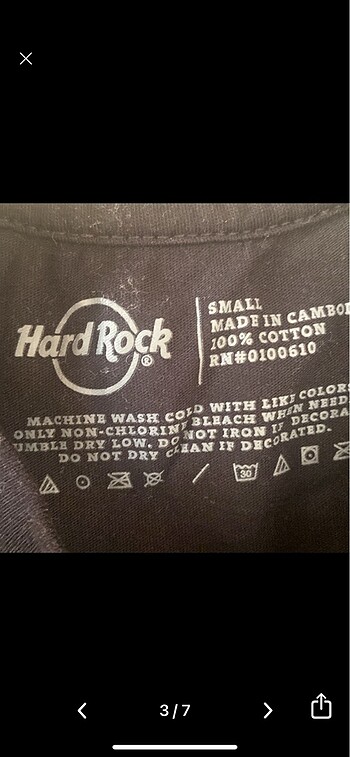 Hard Rock®
SMALL
MADE IN CAMBO
100% COTTON
RN#0100610
MACHINE WASH COLD WITH LIKE COLORS
ONLY NON-CHLORINE BLEACH WHEN NEED
UMBLE DRY LOW. DO NOT IRON IF DECORA
DO NOT DRY CLEAN IF DECORATED.
30
3/7